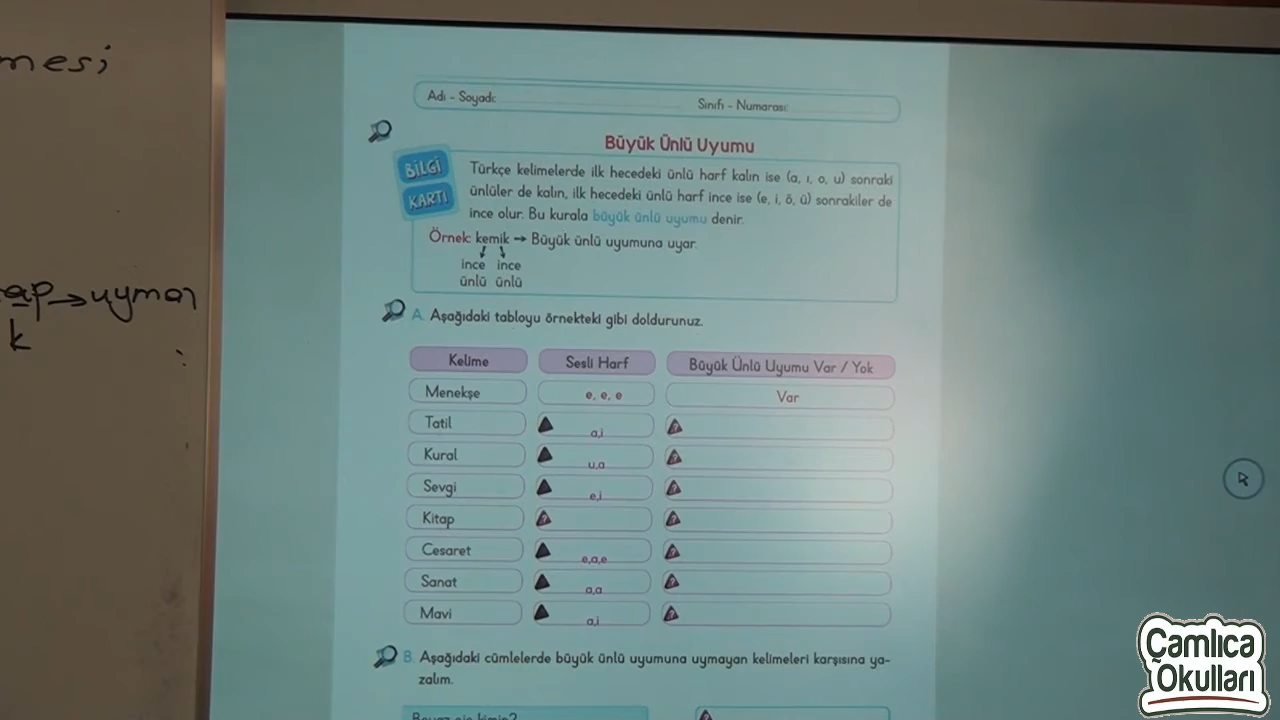 mesi
ap→uymaz
k
Adı - Soyadı: Sınıfı - Numarası:
Büyük Ünlü Uyumu
BİLGİ
KARTI
Türkçe kelimelerde ilk hecedeki ünlü harf kalın ise (a, ı, o, u) sonraki
ünlüler de kalın, ilk hecedeki ünlü harf ince ise (e, i, ö, ü) sonrakiler de
ince olur. Bu kurala büyük ünlü uyumu denir.
Örnek: kemik → Büyük ünlü uyumuna uyar.
ince ince
ünlü ünlü
A. Aşağıdaki tabloyu örnekteki gibi doldurunuz.
Kelime Sesli Harf Büyük Ünlü Uyumu Var / Yok
Menekşe e, e, e Var
Tatil a,i
Kural u,a
Sevgi e,i
Kitap
Cesaret e,a,e
Sanat a,a
Mavi a,i
B. Aşağıdaki cümlelerde büyük ünlü uyumuna uymayan kelimeleri karşısına ya-
zalım.
Çamlıca
Okulları